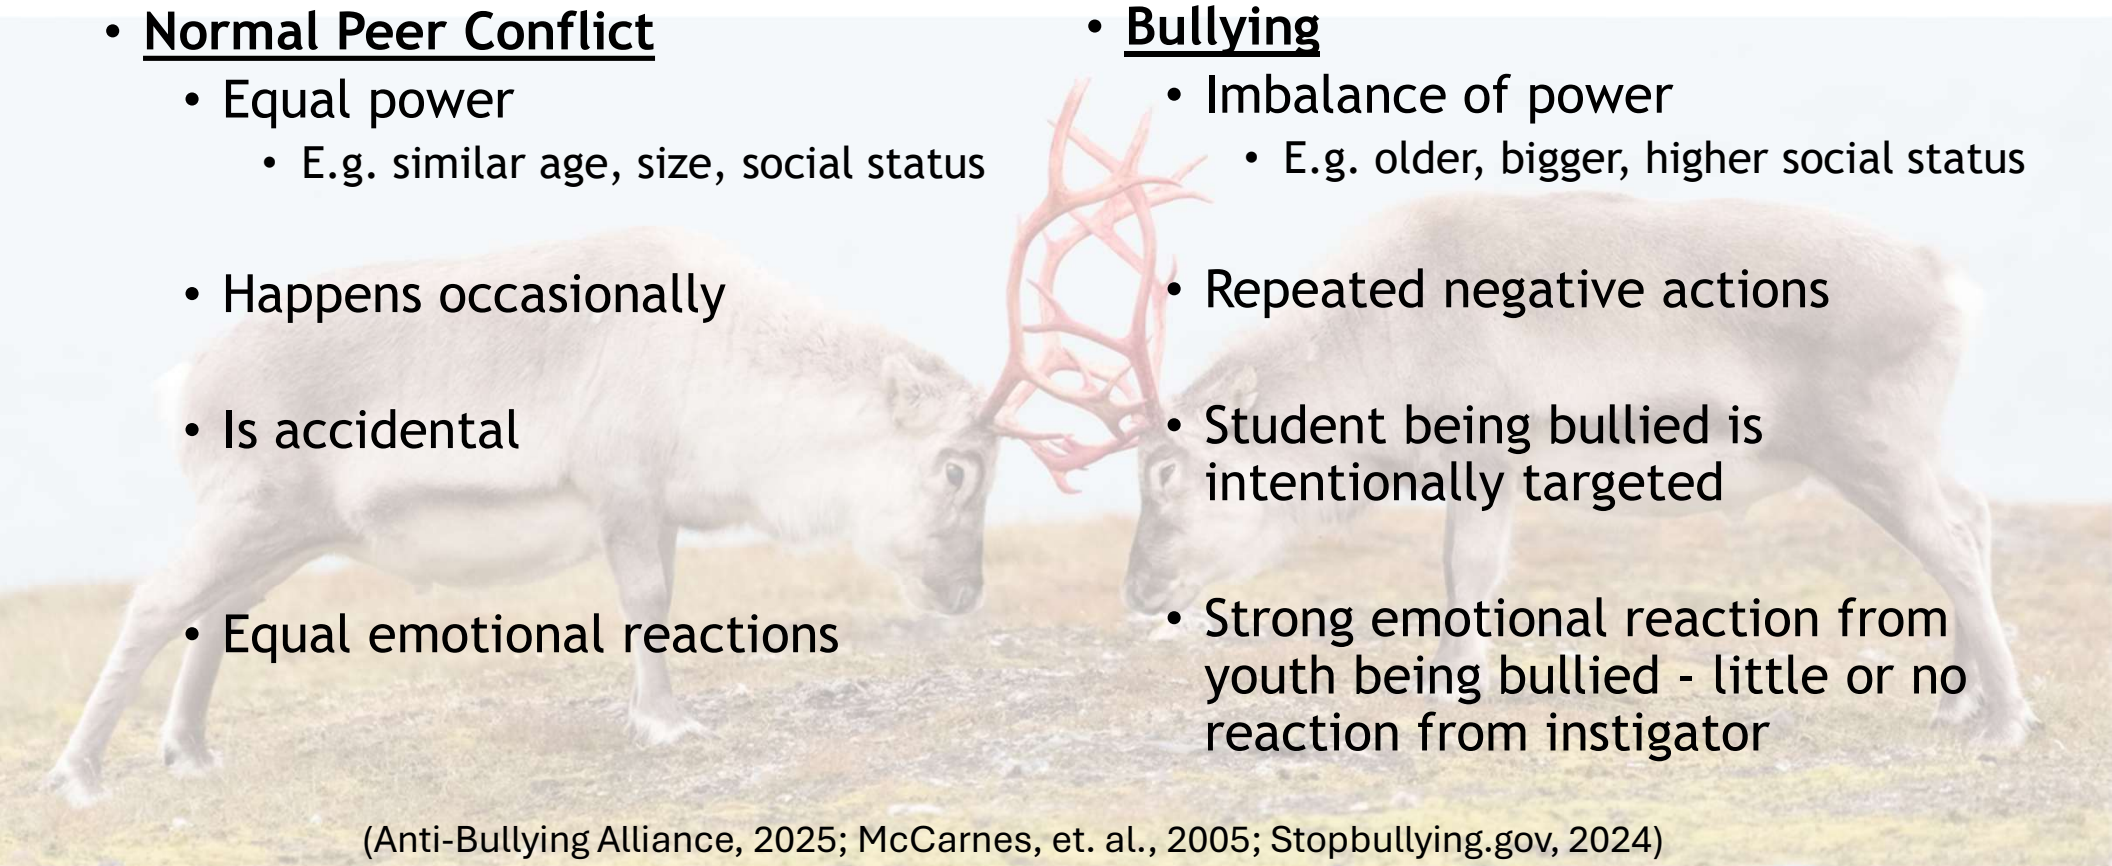 • Normal Peer Conflict
• Equal power
• E.g. similar age, size, social status
• Happens occasionally
• Is accidental
• Equal emotional reactions
• Bullying
• Imbalance of power
• E.g. older, bigger, higher social status
• Repeated negative actions
• Student being bullied is
intentionally targeted
• Strong emotional reaction from
youth being bullied - little or no
reaction from instigator
(Anti-Bullying Alliance, 2025; McCarnes, et. al., 2005; Stopbullying.gov, 2024)